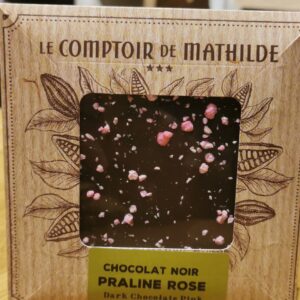 LE COMPTOIR DE MATHILDE
CHOCOLAT NOIR
PRALINE ROSE
Dark Chocolate Pink